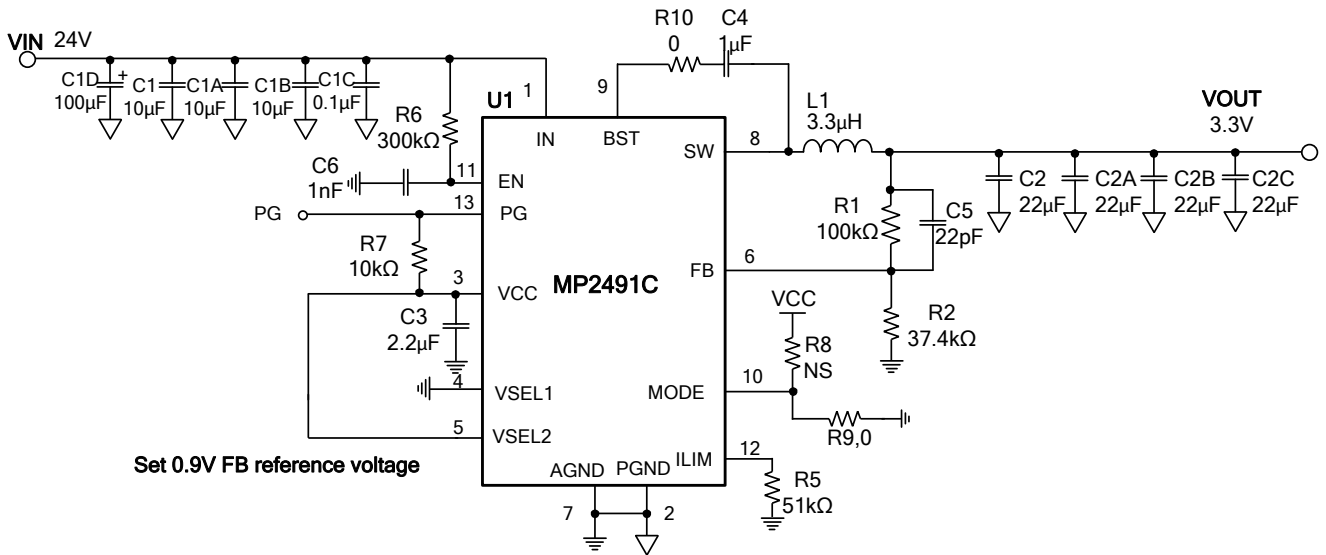 VIN 24V
C1D
100µF
+
C1
10µF
C1A
10µF
C1B
10µF
C1C
0.1µF
R6
300kΩ
C6
1nF
PG
R7
10kΩ
C3
2.2µF
Set 0.9V FB reference voltage
U1
MP2491C
1
IN
9
BST
8
SW
11
EN
13
PG
3
VCC
4
VSEL1
5
VSEL2
6
FB
10
MODE
12
ILIM
AGND
7
PGND
2
R10
0
C4
1µF
L1
3.3µH
VOUT
3.3V
R1
100kΩ
C5
22pF
R2
37.4kΩ
C2
22µF
C2A
22µF
C2B
22µF
C2C
22µF
VCC
R8
NS
R9,0
R5
51kΩ